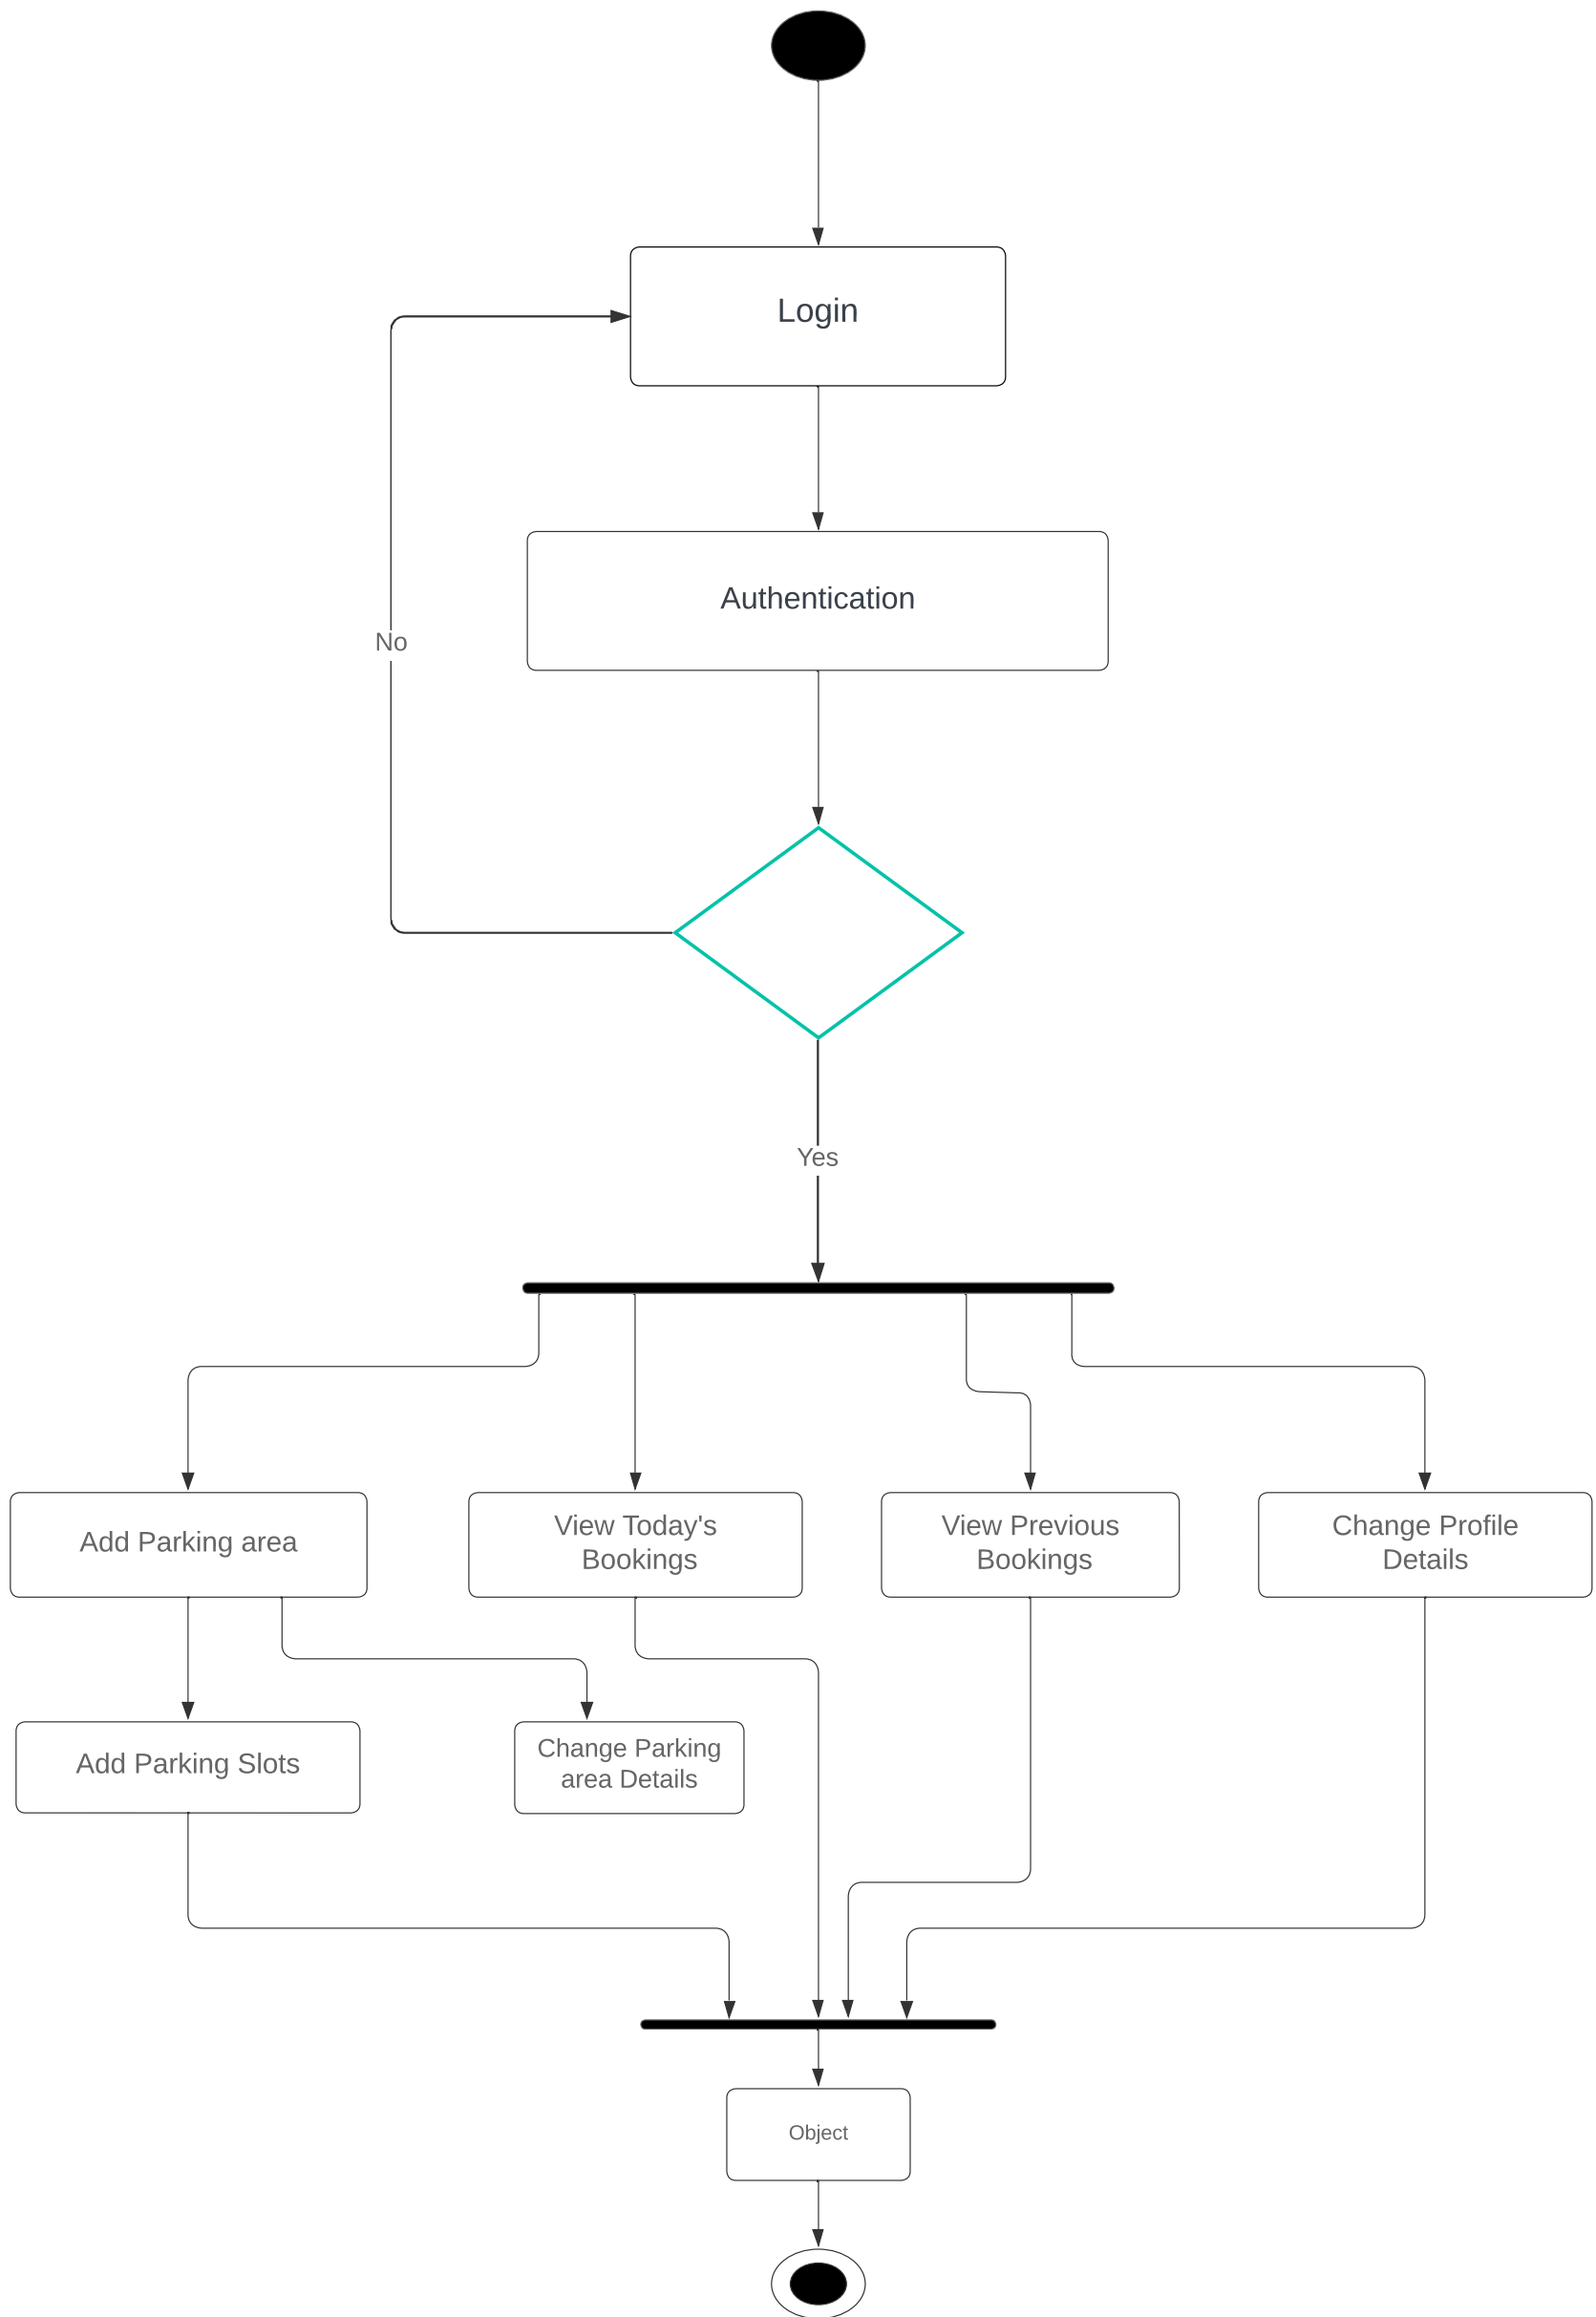 Login
Authentication
No
Yes
Add Parking area
View Today's
Bookings
View Previous
Bookings
Change Profile
Details
Add Parking Slots
Change Parking
area Details
Object